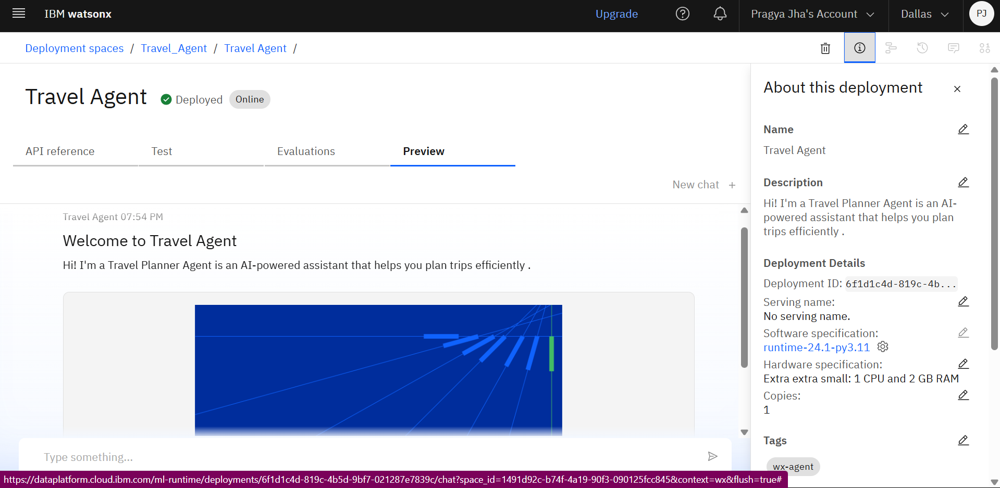 IBM watsonx
Upgrade
Pragya Jha's Account
Dallas
PJ
Deployment spaces / Travel_Agent / Travel Agent /
Travel Agent
Deployed
Online
API reference
Test
Evaluations
Preview
New chat +
Travel Agent 07:54 PM
Welcome to Travel Agent
Hi! I'm a Travel Planner Agent is an AI-powered assistant that helps you plan trips efficiently .
Type something...
About this deployment
Name
Travel Agent
Description
Hi! I'm a Travel Planner Agent is an AI-
powered assistant that helps you plan
trips efficiently .
Deployment Details
Deployment ID: 6f1d1c4d-819c-4b...
Serving name:
No serving name.
Software specification:
runtime-24.1-py3.11
Hardware specification:
Extra extra small: 1 CPU and 2 GB RAM
Copies:
1
Tags
wx-agent
https://dataplatform.cloud.ibm.com/ml-runtime/deployments/6f1d1c4d-819c-4b5d-9bf7-021287e7839c/chat?space_id=1491d92c-b74f-4a19-90f3-090125fcc845&context=wx&flush=true#